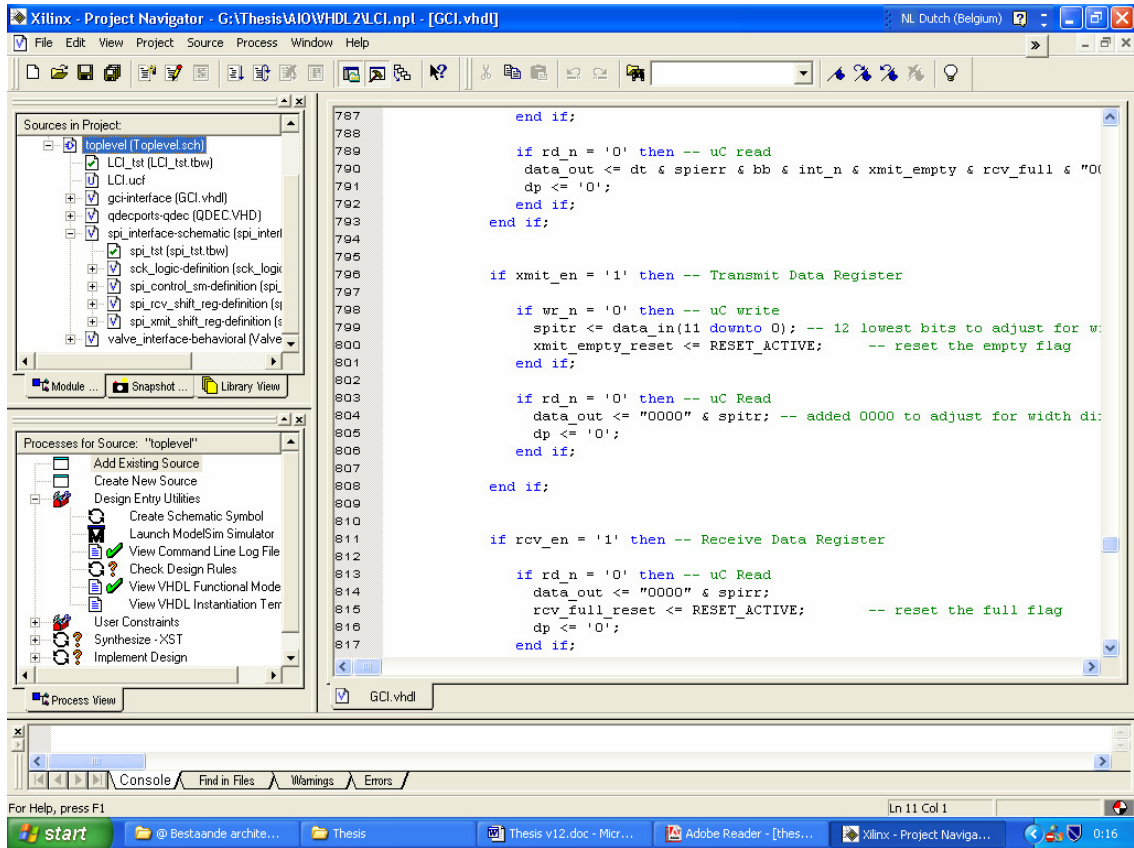 Xilinx - Project Navigator - G:\Thesis\AIO\VHDL2\LCI.npl - [GCI.vhdl]
NL Dutch (Belgium)
File Edit View Project Source Process Window Help
Sources in Project:
toplevel (Toplevel.sch)
LCI_tst (LCI_tst.tbw)
LCI.ucf
gci-interface (GCI.vhdl)
qdecports-qdec (QDEC.VHD)
spi_interface-schematic (spi_interf
spi_tst (spi_tst.tbw)
sck_logic-definition (sck_logic
spi_control_sm-definition (spi_
spi_rcv_shift_reg-definition (sp
spi_xmit_shift_reg-definition (s
valve_interface-behavioral (Valve
Module ... Snapshot ... Library View
Processes for Source: "toplevel"
Add Existing Source
Create New Source
Design Entry Utilities
Create Schematic Symbol
Launch ModelSim Simulator
View Command Line Log File
Check Design Rules
View VHDL Functional Mode
View VHDL Instantiation Tem
User Constraints
Synthesize - XST
Implement Design
Process View
787 end if;
788
789 if rd_n = '0' then -- uC read
790 data_out <= dt & spierr & bb & int_n & xmit_empty & rcv_full & "00
791 dp <= '0';
792 end if;
793 end if;
794
795
796 if xmit_en = '1' then -- Transmit Data Register
797
798 if wr_n = '0' then -- uC write
799 spitr <= data_in(11 downto 0); -- 12 lowest bits to adjust for wi
800 xmit_empty_reset <= RESET_ACTIVE; -- reset the empty flag
801 end if;
802
803 if rd_n = '0' then -- uC Read
804 data_out <= "0000" & spitr; -- added 0000 to adjust for width di
805 dp <= '0';
806 end if;
807
808 end if;
809
810
811 if rcv_en = '1' then -- Receive Data Register
812
813 if rd_n = '0' then -- uC Read
814 data_out <= "0000" & spirr;
815 rcv_full_reset <= RESET_ACTIVE; -- reset the full flag
816 dp <= '0';
817 end if;
GCI.vhdl
Console Find in Files Warnings Errors
For Help, press F1
Ln 11 Col 1
start @ Bestaande archite... Thesis Thesis v12.doc - Micr... Adobe Reader - [thes... Xilinx - Project Naviga... 0:16